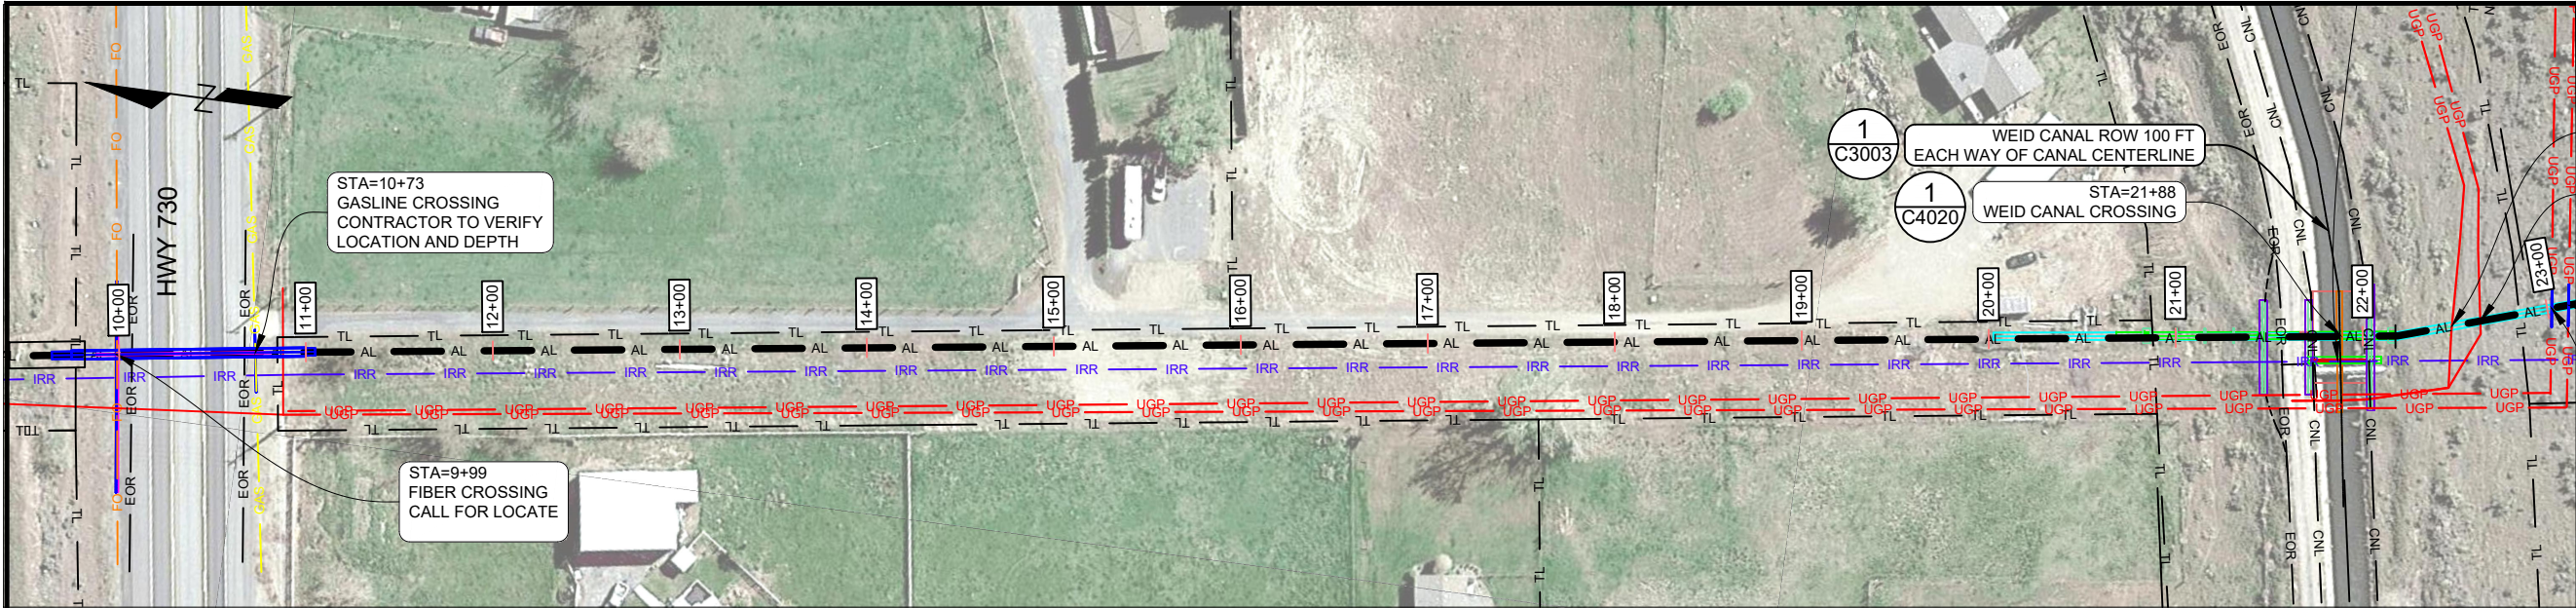 HWY 730
STA=10+73
GASLINE CROSSING
CONTRACTOR TO VERIFY
LOCATION AND DEPTH
STA=9+99
FIBER CROSSING
CALL FOR LOCATE
1
C3003
WEID CANAL ROW 100 FT
EACH WAY OF CANAL CENTERLINE
1
C4020
STA=21+88
WEID CANAL CROSSING
10+00
11+00
12+00
13+00
14+00
15+00
16+00
17+00
18+00
19+00
20+00
21+00
22+00
23+00
N
TL
FO
EOR
GAS
AL
IRR
UGP
CNL